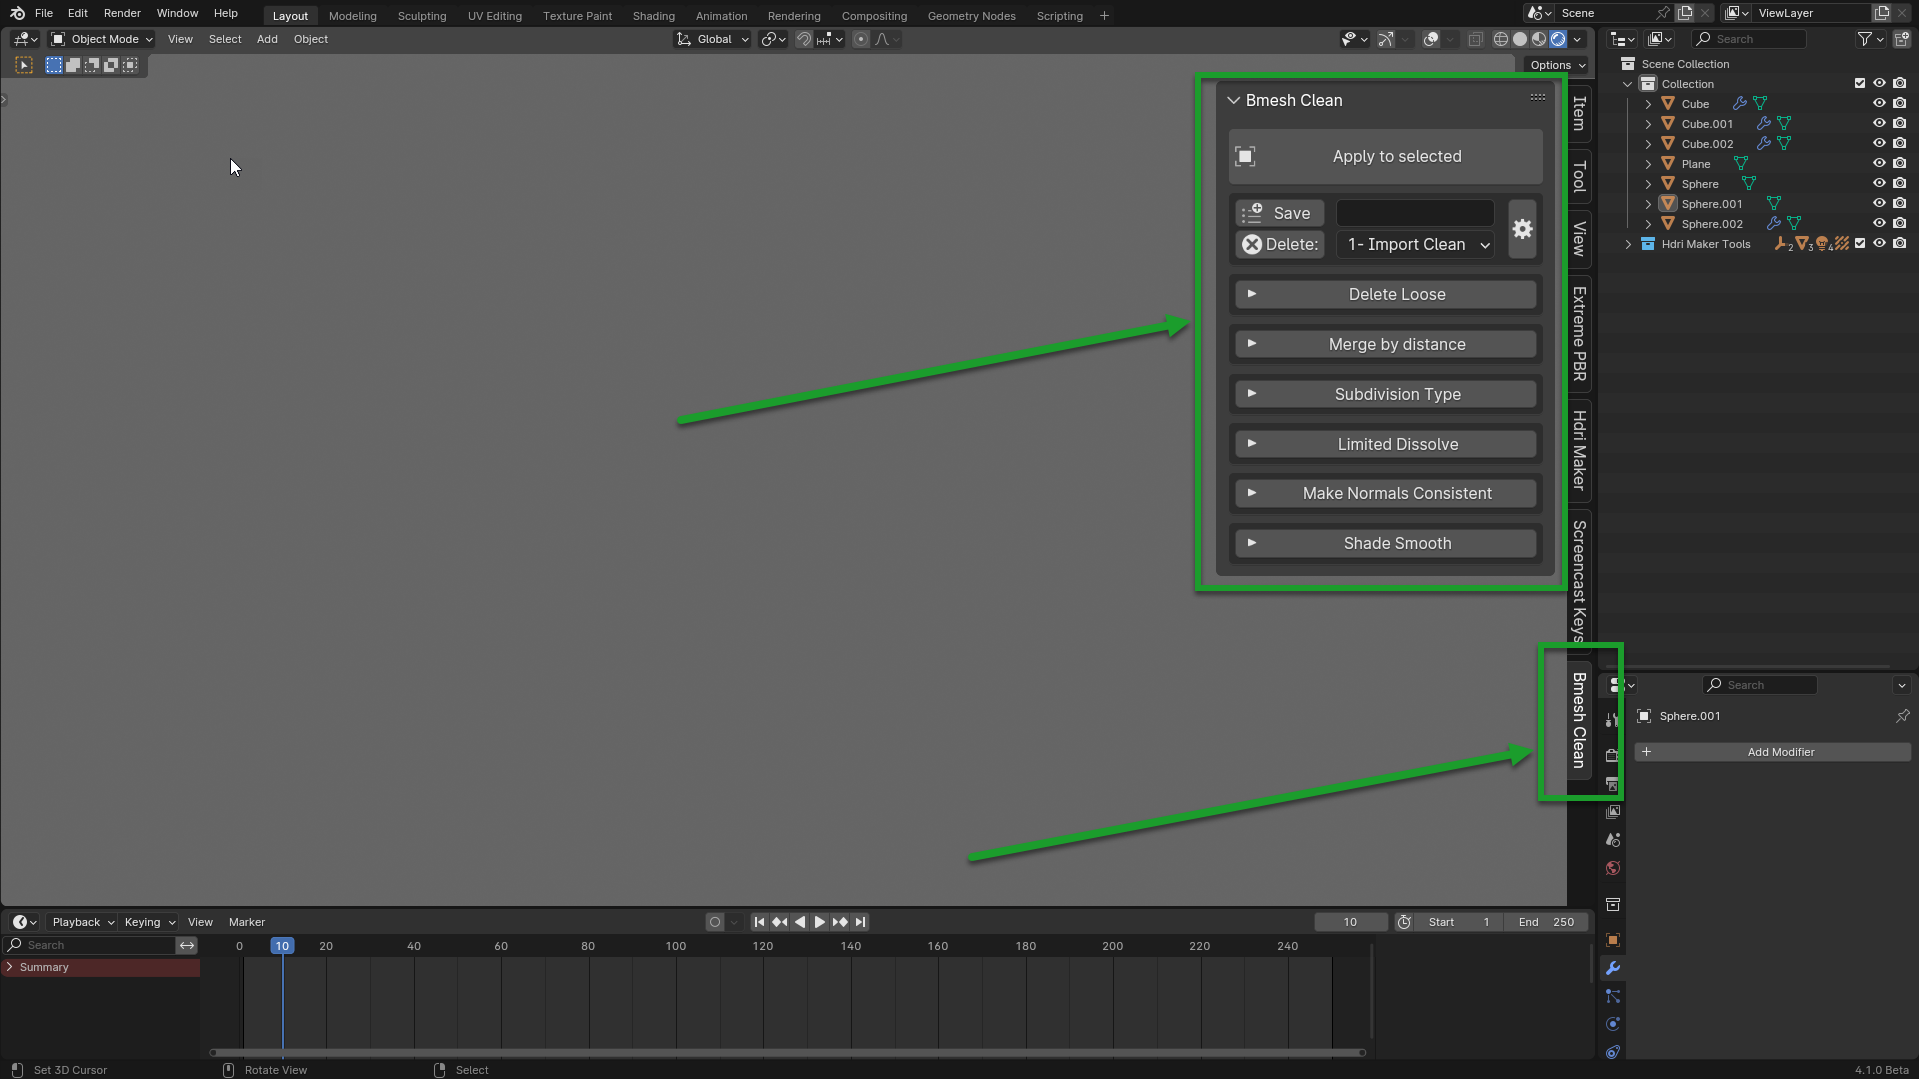 File Edit Render Window Help Layout Modeling Sculpting UV Editing Texture Paint Shading Animation Rendering Compositing Geometry Nodes Scripting + Scene ViewLayer
Object Mode View Select Add Object Global Search
Options
Scene Collection
Collection
Cube
Cube.001
Cube.002
Plane
Sphere
Sphere.001
Sphere.002
Hdri Maker Tools 2 3 4
Bmesh Clean
Apply to selected
Save
Delete: 1- Import Clean
Delete Loose
Merge by distance
Subdivision Type
Limited Dissolve
Make Normals Consistent
Shade Smooth
Item
Tool
View
Extreme PBR
Hdri Maker
Screencast Keys
Bmesh Clean
Search
Sphere.001
+ Add Modifier
Playback Keying View Marker 10 Start 1 End 250
Search 0 10 20 40 60 80 100 120 140 160 180 200 220 240
Summary
Set 3D Cursor Rotate View Select 4.1.0 Beta